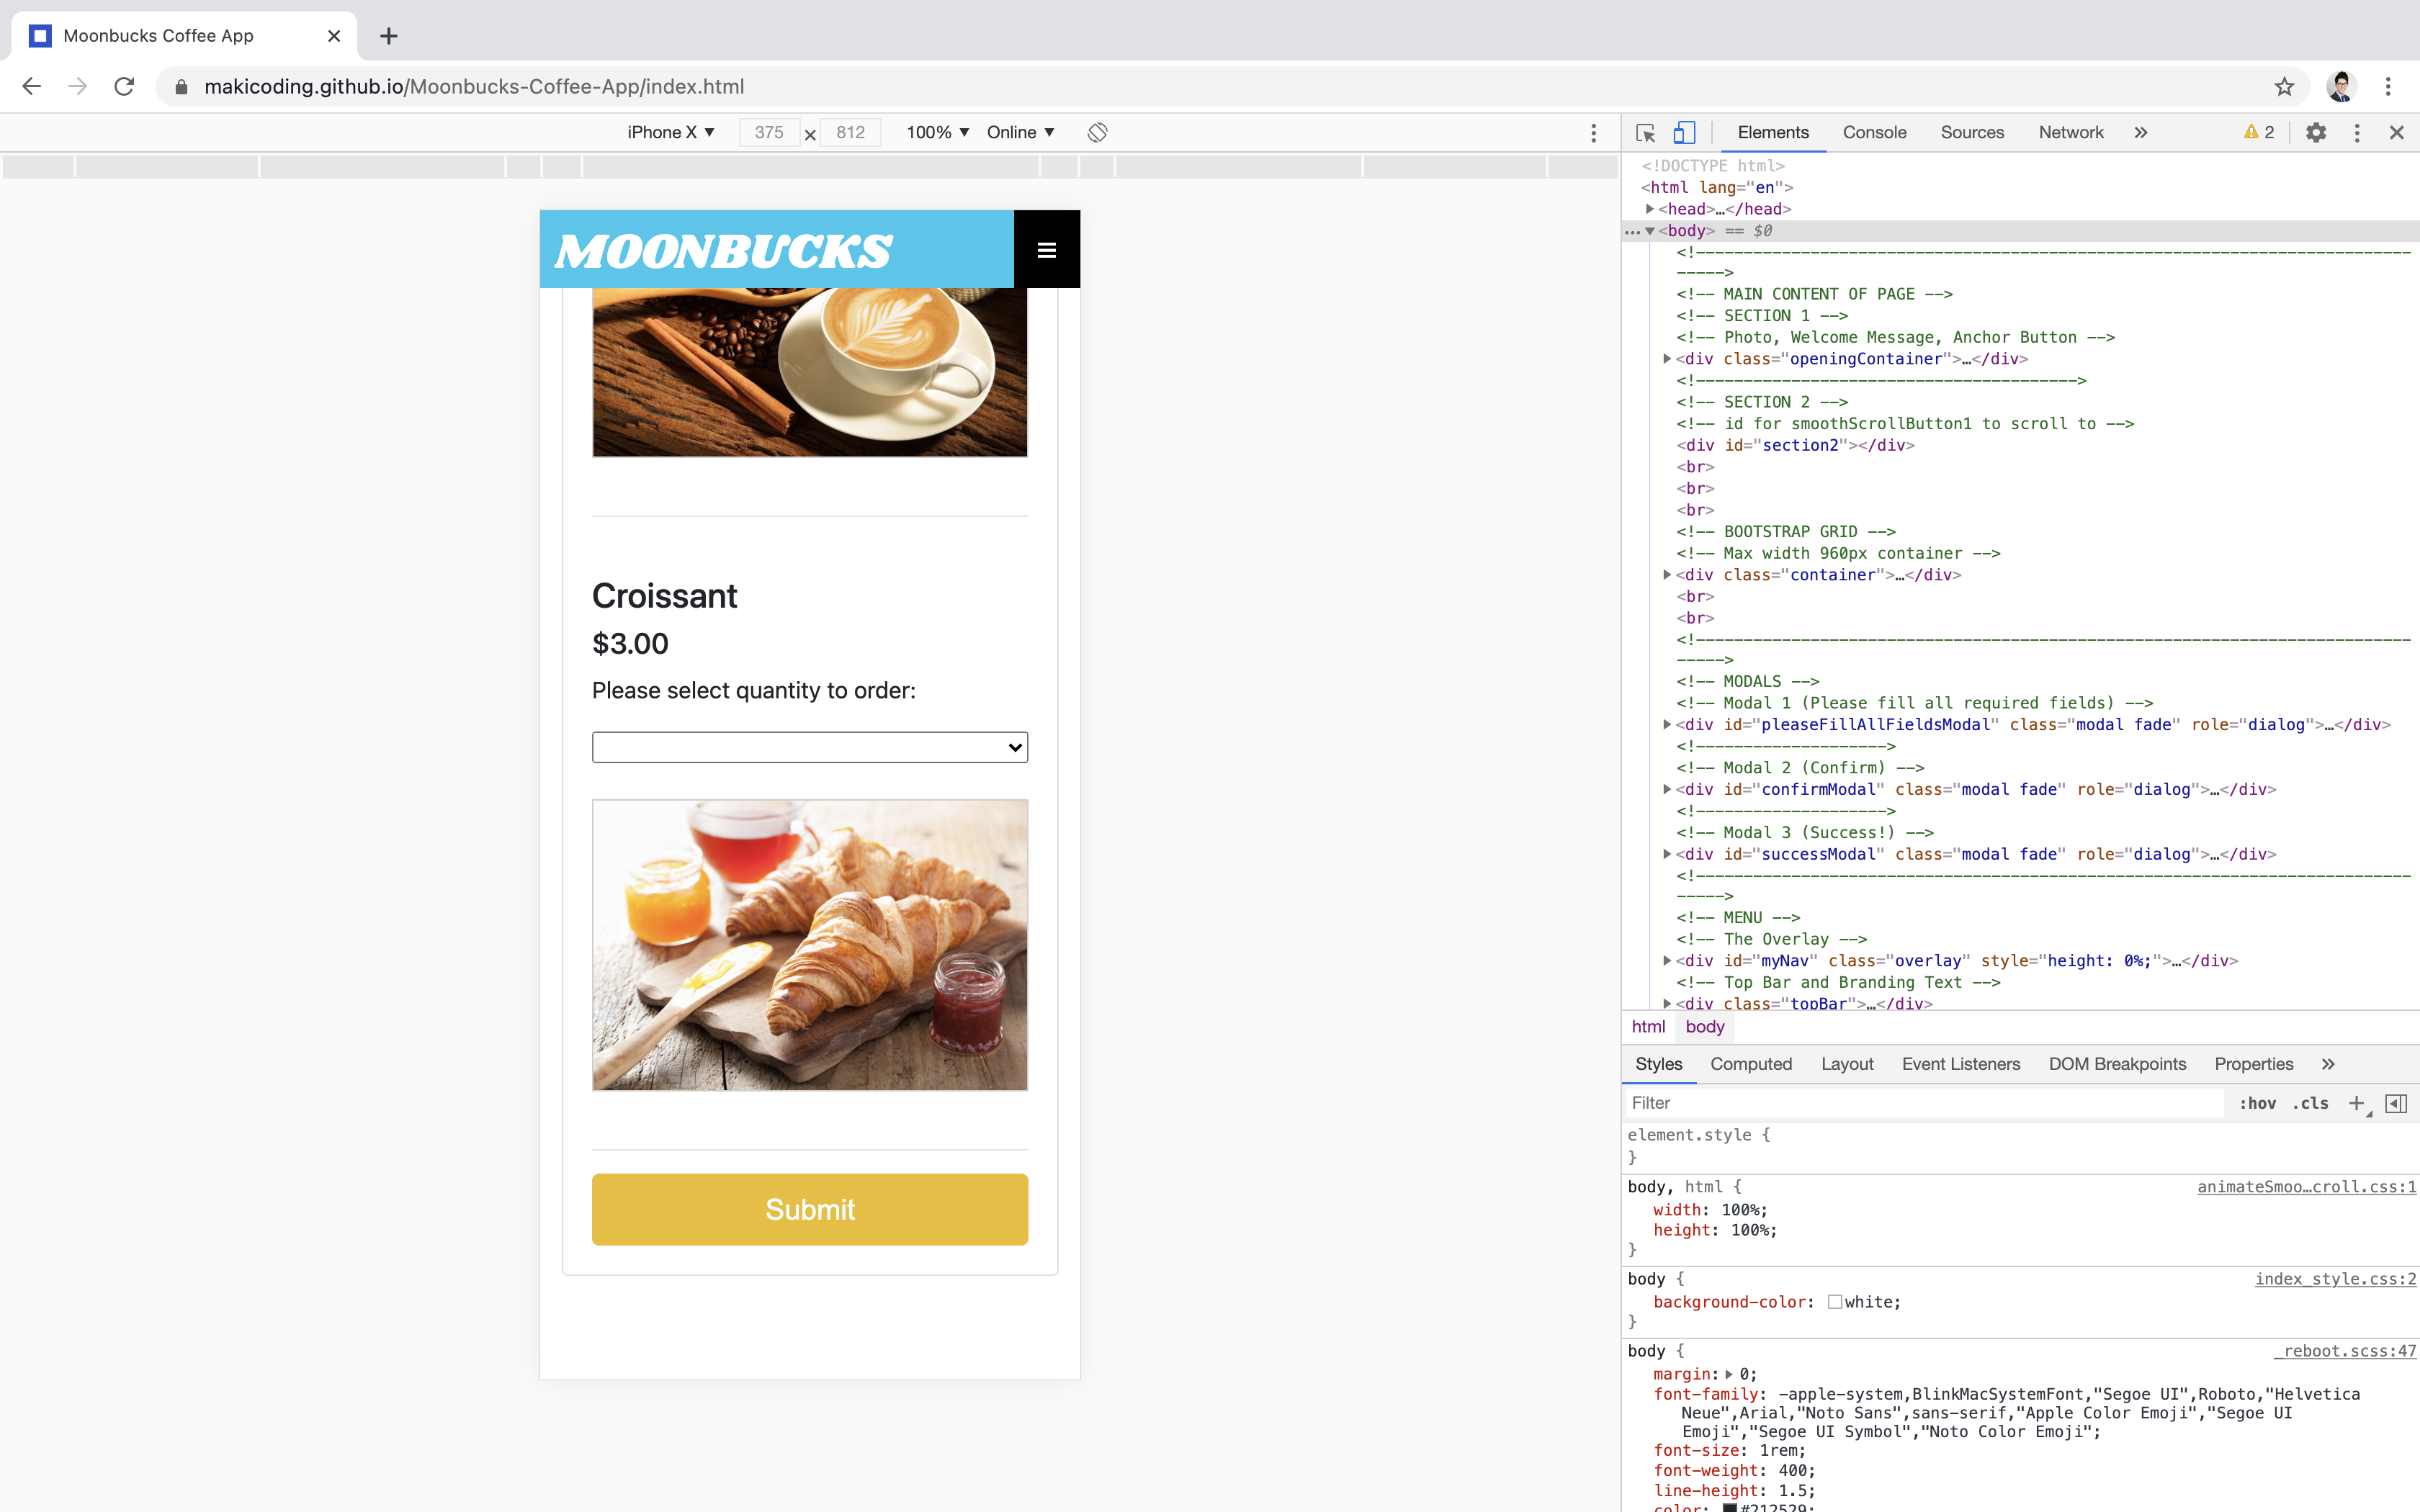 Moonbucks Coffee App
makicoding.github.io/Moonbucks-Coffee-App/index.html
iPhone X ▼ 375 × 812 100% ▼ Online ▼
Elements Console Sources Network » 2
MOONBUCKS
Croissant
$3.00
Please select quantity to order:
Submit
<!DOCTYPE html>
<html lang="en">
<head>…</head>
<body> == $0
<!---------------------------------------------------------------------------
----->
<!-- MAIN CONTENT OF PAGE -->
<!-- SECTION 1 -->
<!-- Photo, Welcome Message, Anchor Button -->
<div class="openingContainer">…</div>
<!---------------------------------------->
<!-- SECTION 2 -->
<!-- id for smoothScrollButton1 to scroll to -->
<div id="section2"></div>
<br>
<br>
<br>
<!-- BOOTSTRAP GRID -->
<!-- Max width 960px container -->
<div class="container">…</div>
<br>
<br>
<!---------------------------------------------------------------------------
----->
<!-- MODALS -->
<!-- Modal 1 (Please fill all required fields) -->
<div id="pleaseFillAllFieldsModal" class="modal fade" role="dialog">…</div>
<!-------------------->
<!-- Modal 2 (Confirm) -->
<div id="confirmModal" class="modal fade" role="dialog">…</div>
<!-------------------->
<!-- Modal 3 (Success!) -->
<div id="successModal" class="modal fade" role="dialog">…</div>
<!---------------------------------------------------------------------------
----->
<!-- MENU -->
<!-- The Overlay -->
<div id="myNav" class="overlay" style="height: 0%;">…</div>
<!-- Top Bar and Branding Text -->
<div class="topBar">…</div>
html body
Styles Computed Layout Event Listeners DOM Breakpoints Properties »
Filter :hov .cls +
element.style {
}
body, html { animateSmoo…croll.css:1
width: 100%;
height: 100%;
}
body { index_style.css:2
background-color: white;
}
body { _reboot.scss:47
margin: 0;
font-family: -apple-system,BlinkMacSystemFont,"Segoe UI",Roboto,"Helvetica
Neue",Arial,"Noto Sans",sans-serif,"Apple Color Emoji","Segoe UI
Emoji","Segoe UI Symbol","Noto Color Emoji";
font-size: 1rem;
font-weight: 400;
line-height: 1.5;
color: #212529;